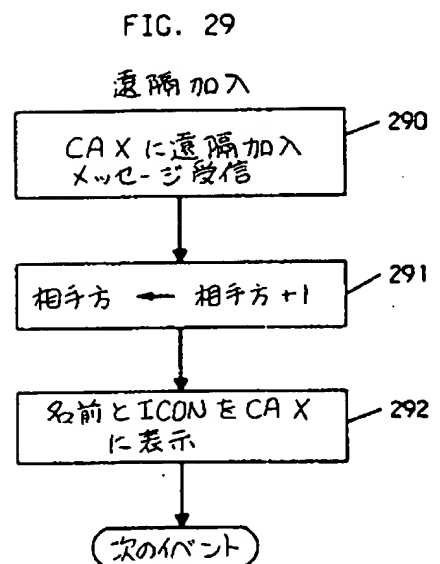 FIG. 29
遠隔加入
CA Xに遠隔加入
メッセージ受信
290
相手方 ← 相手方+1
291
名前とICONをCA X
に表示
292
次のイベント